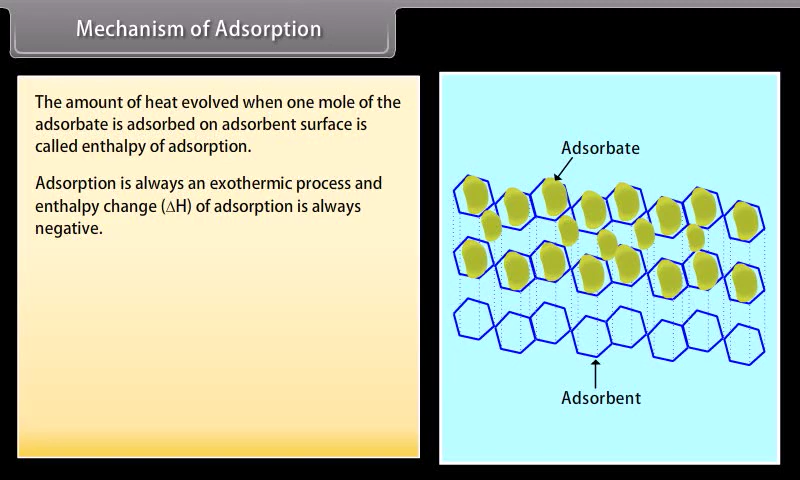 Mechanism of Adsorption
The amount of heat evolved when one mole of the
adsorbate is adsorbed on adsorbent surface is
called enthalpy of adsorption.
Adsorption is always an exothermic process and
enthalpy change (∆H) of adsorption is always
negative.
Adsorbate
Adsorbent